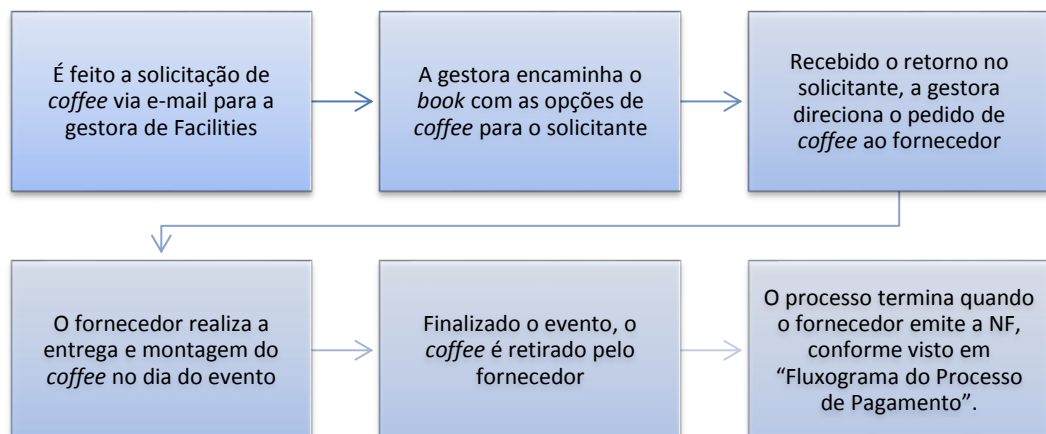 É feito a solicitação de
coffee via e-mail para a
gestora de Facilities
A gestora encaminha o
book com as opções de
coffee para o solicitante
Recebido o retorno no
solicitante, a gestora
direciona o pedido de
coffee ao fornecedor
O fornecedor realiza a
entrega e montagem do
coffee no dia do evento
Finalizado o evento, o
coffee é retirado pelo
fornecedor
O processo termina quando
o fornecedor emite a NF,
conforme visto em
“Fluxograma do Processo
de Pagamento”.